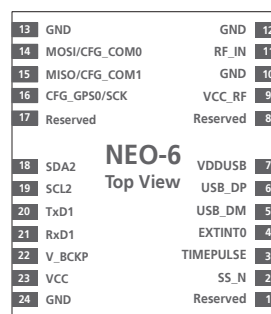 13 GND GND 12
14 MOSI/CFG_COM0 RF_IN 11
15 MISO/CFG_COM1 GND 10
16 CFG_GPS0/SCK VCC_RF 9
17 Reserved Reserved 8
NEO-6
Top View
18 SDA2 VDDUSB 7
19 SCL2 USB_DP 6
20 TxD1 USB_DM 5
21 RxD1 EXTINT0 4
22 V_BCKP TIMEPULSE 3
23 VCC SS_N 2
24 GND Reserved 1